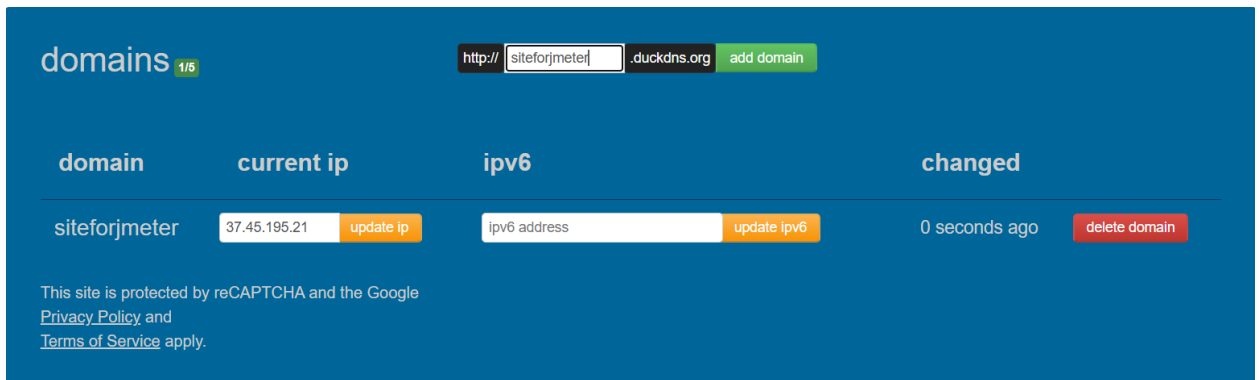 domains 1/5 http:// siteforjmeter .duckdns.org add domain
domain current ip ipv6 changed
siteforjmeter 37.45.195.21 update ip ipv6 address update ipv6 0 seconds ago delete domain
This site is protected by reCAPTCHA and the Google
Privacy Policy and
Terms of Service apply.